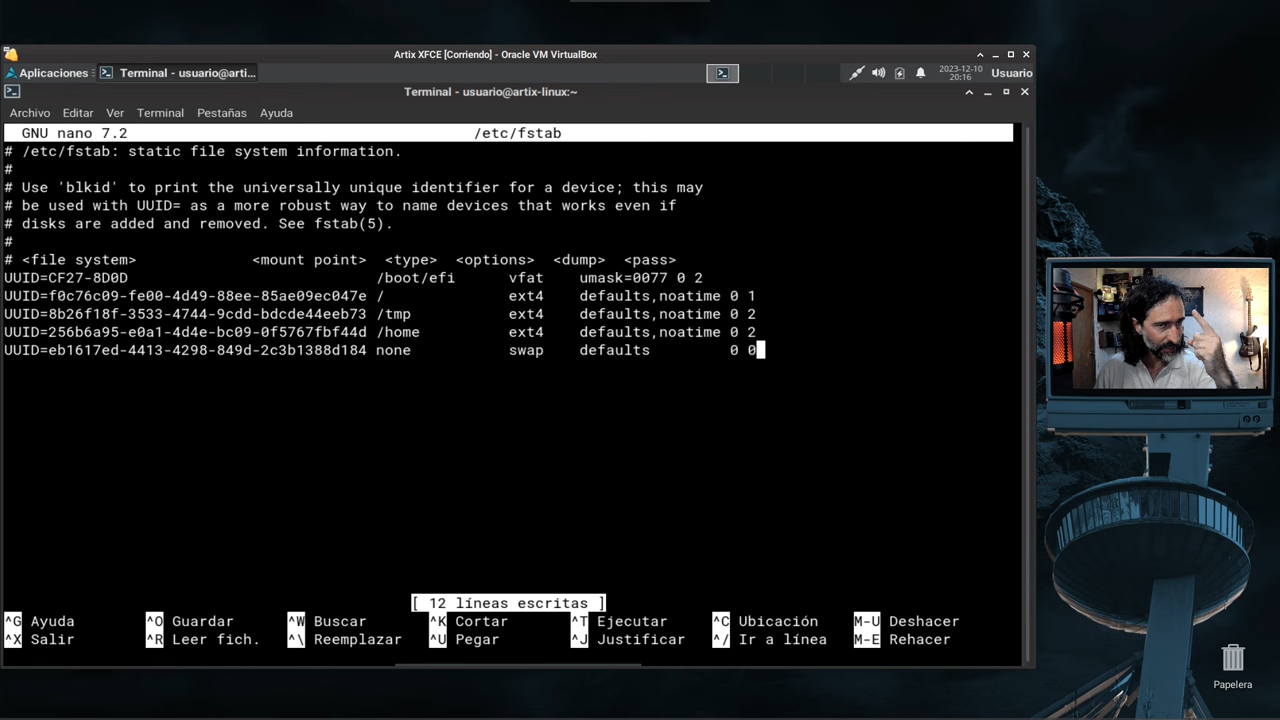 Artix XFCE [Corriendo] - Oracle VM VirtualBox
Aplicaciones Terminal - usuario@arti... 2023-12-10 20:16 Usuario
Terminal - usuario@artix-linux:~
Archivo Editar Ver Terminal Pestañas Ayuda
GNU nano 7.2 /etc/fstab
# /etc/fstab: static file system information.
#
# Use 'blkid' to print the universally unique identifier for a device; this may
# be used with UUID= as a more robust way to name devices that works even if
# disks are added and removed. See fstab(5).
#
# <file system> <mount point> <type> <options> <dump> <pass>
UUID=CF27-8D0D /boot/efi vfat umask=0077 0 2
UUID=f0c76c09-fe00-4d49-88ee-85ae09ec047e / ext4 defaults,noatime 0 1
UUID=8b26f18f-3533-4744-9cdd-bdcde44eeb73 /tmp ext4 defaults,noatime 0 2
UUID=256b6a95-e0a1-4d4e-bc09-0f5767fbf44d /home ext4 defaults,noatime 0 2
UUID=eb1617ed-4413-4298-849d-2c3b1388d184 none swap defaults 0 0
[ 12 líneas escritas ]
^G Ayuda ^O Guardar ^W Buscar ^K Cortar ^T Ejecutar ^C Ubicación M-U Deshacer
^X Salir ^R Leer fich. ^\ Reemplazar ^U Pegar ^J Justificar ^/ Ir a línea M-E Rehacer
Papelera